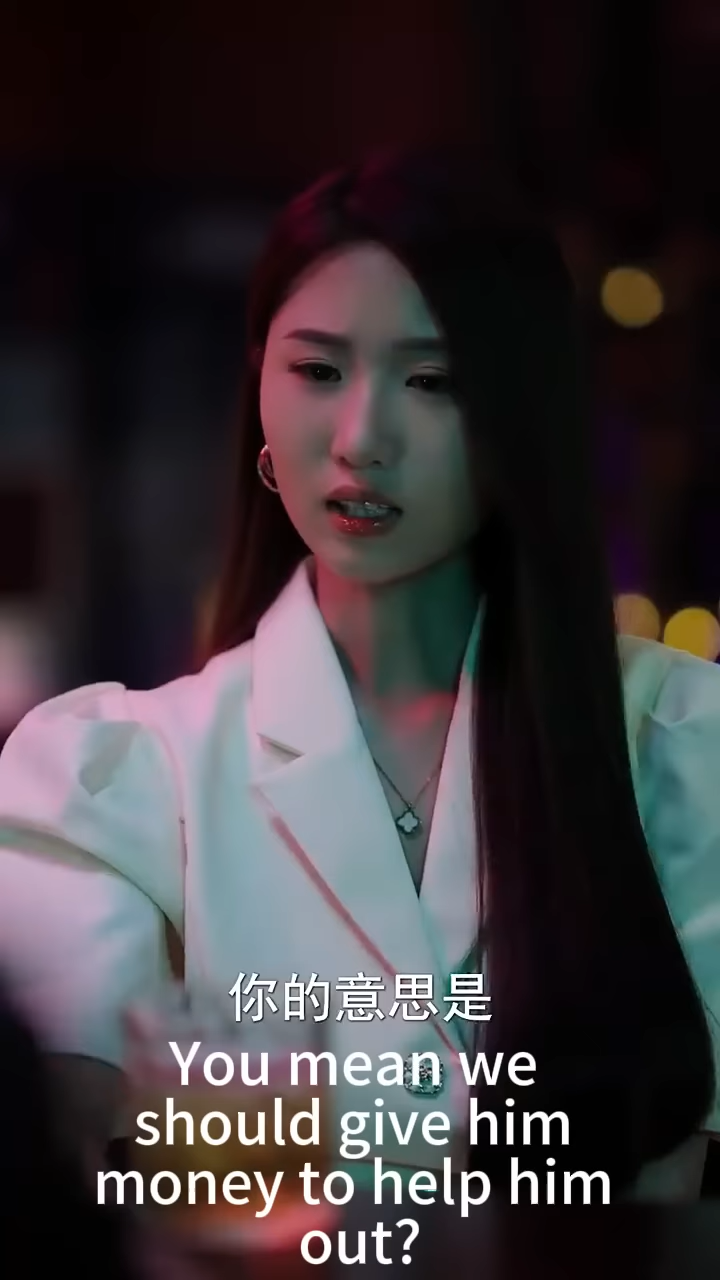 你的意思是
You mean we
should give him
money to help him
out?